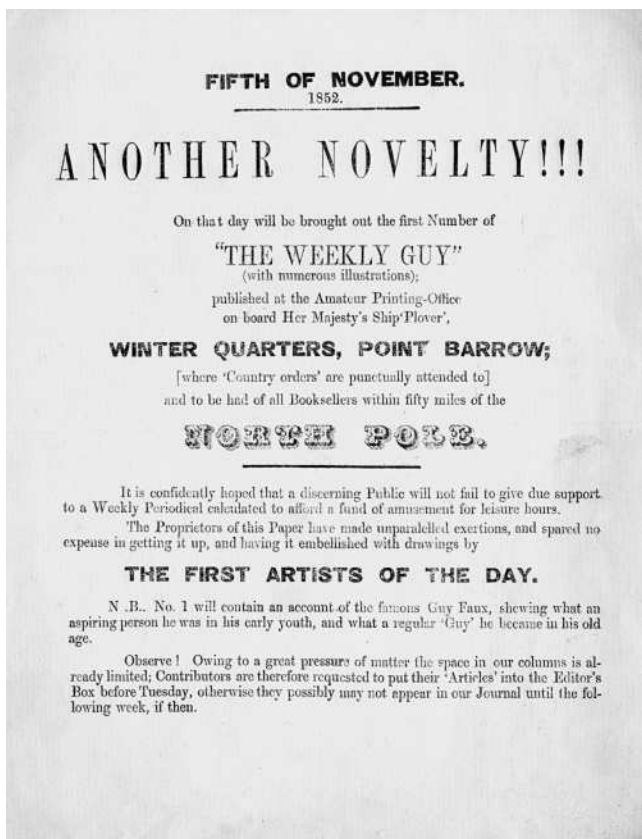 FIFTH OF NOVEMBER.
1852.
ANOTHER NOVELTY!!!
On that day will be brought out the first Number of
"THE WEEKLY GUY"
(with numerous illustrations);
published at the Amateur Printing-Office
on board Her Majesty's Ship 'Plover',
WINTER QUARTERS, POINT BARROW;
[where 'Country orders' are punctually attended to]
and to be had of all Booksellers within fifty miles of the
NORTH POLE.
It is confidently hoped that a discerning Public will not fail to give due support
to a Weekly Periodical calculated to afford a fund of amusement for leisure hours.
The Proprietors of this Paper have made unparalelled exertions, and spared no
expense in getting it up, and having it embellished with drawings by
THE FIRST ARTISTS OF THE DAY.
N .B.. No. 1 will contain an account of the famous Guy Faux, shewing what an
aspiring person he was in his early youth, and what a regular 'Guy' he became in his old
age.
Observe ! Owing to a great pressure of matter the space in our columns is al-
ready limited; Contributors are therefore requested to put their 'Articles' into the Editor's
Box before Tuesday, otherwise they possibly may not appear in our Journal until the fol-
lowing week, if then.